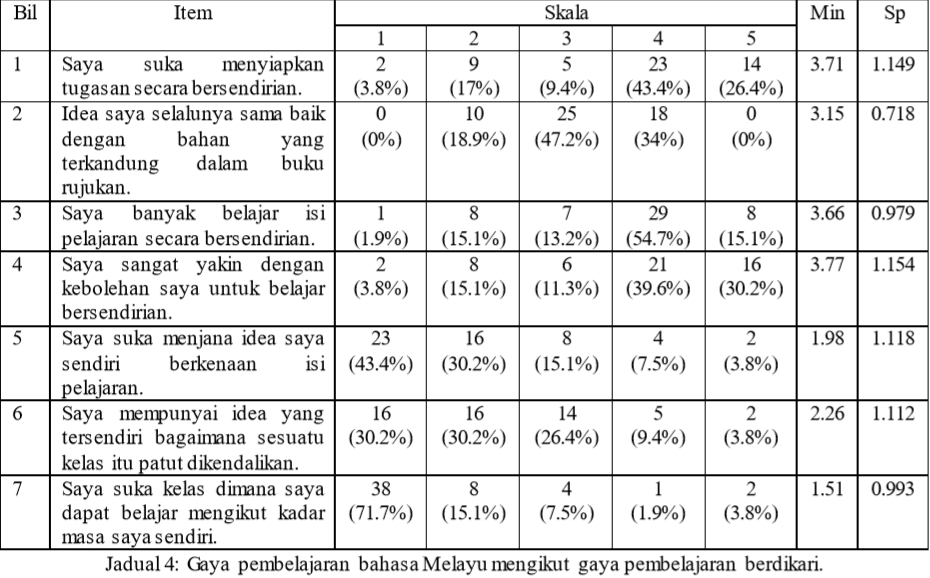 Bil Item Skala Min Sp
1 2 3 4 5
1 Saya suka menyiapkan 2 9 5 23 14 3.71 1.149
tugasan secara bersendirian. (3.8%) (17%) (9.4%) (43.4%) (26.4%)
2 Idea saya selalunya sama baik 0 10 25 18 0 3.15 0.718
dengan bahan yang (0%) (18.9%) (47.2%) (34%) (0%)
terkandung dalam buku
rujukan.
3 Saya banyak belajar isi 1 8 7 29 8 3.66 0.979
pelajaran secara bersendirian. (1.9%) (15.1%) (13.2%) (54.7%) (15.1%)
4 Saya sangat yakin dengan 2 8 6 21 16 3.77 1.154
kebolehan saya untuk belajar (3.8%) (15.1%) (11.3%) (39.6%) (30.2%)
bersendirian.
5 Saya suka menjana idea saya 23 16 8 4 2 1.98 1.118
sendiri berkenaan isi (43.4%) (30.2%) (15.1%) (7.5%) (3.8%)
pelajaran.
6 Saya mempunyai idea yang 16 16 14 5 2 2.26 1.112
tersendiri bagaimana sesuatu (30.2%) (30.2%) (26.4%) (9.4%) (3.8%)
kelas itu patut dikendalikan.
7 Saya suka kelas dimana saya 38 8 4 1 2 1.51 0.993
dapat belajar mengikut kadar (71.7%) (15.1%) (7.5%) (1.9%) (3.8%)
masa saya sendiri.
Jadual 4: Gaya pembelajaran bahasa Melayu mengikut gaya pembelajaran berdikari.